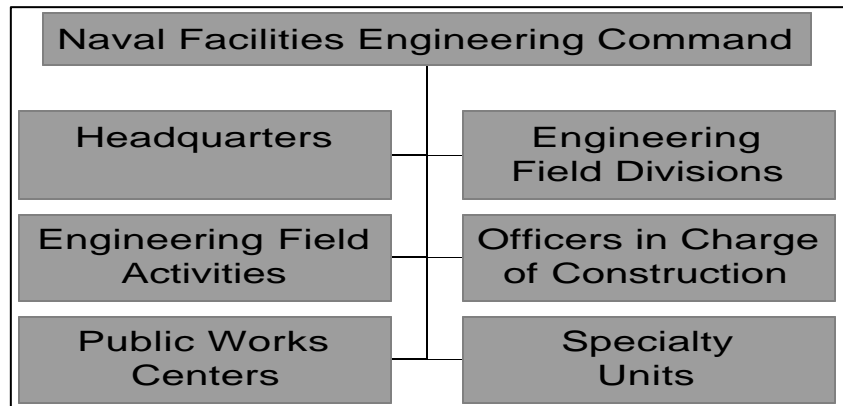 Naval Facilities Engineering Command
Headquarters
Engineering
Field Divisions
Engineering Field
Activities
Officers in Charge
of Construction
Public Works
Centers
Specialty
Units